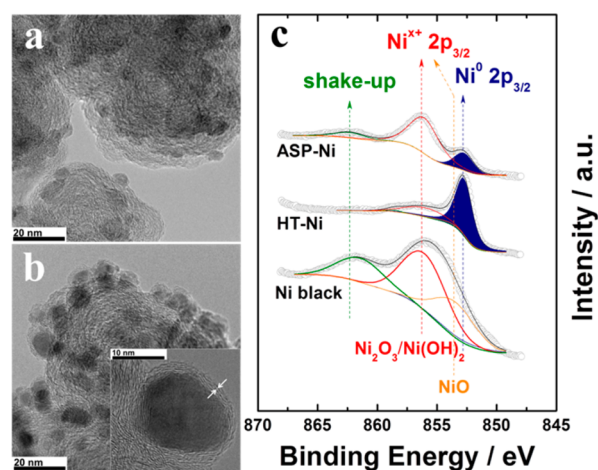 a
20 nm
b
10 nm
20 nm
c
Niˣ⁺ 2p₃/₂
Ni⁰ 2p₃/₂
shake-up
ASP-Ni
HT-Ni
Ni black
Ni₂O₃/Ni(OH)₂
NiO
870 865 860 855 850 845
Binding Energy / eV
Intensity / a.u.